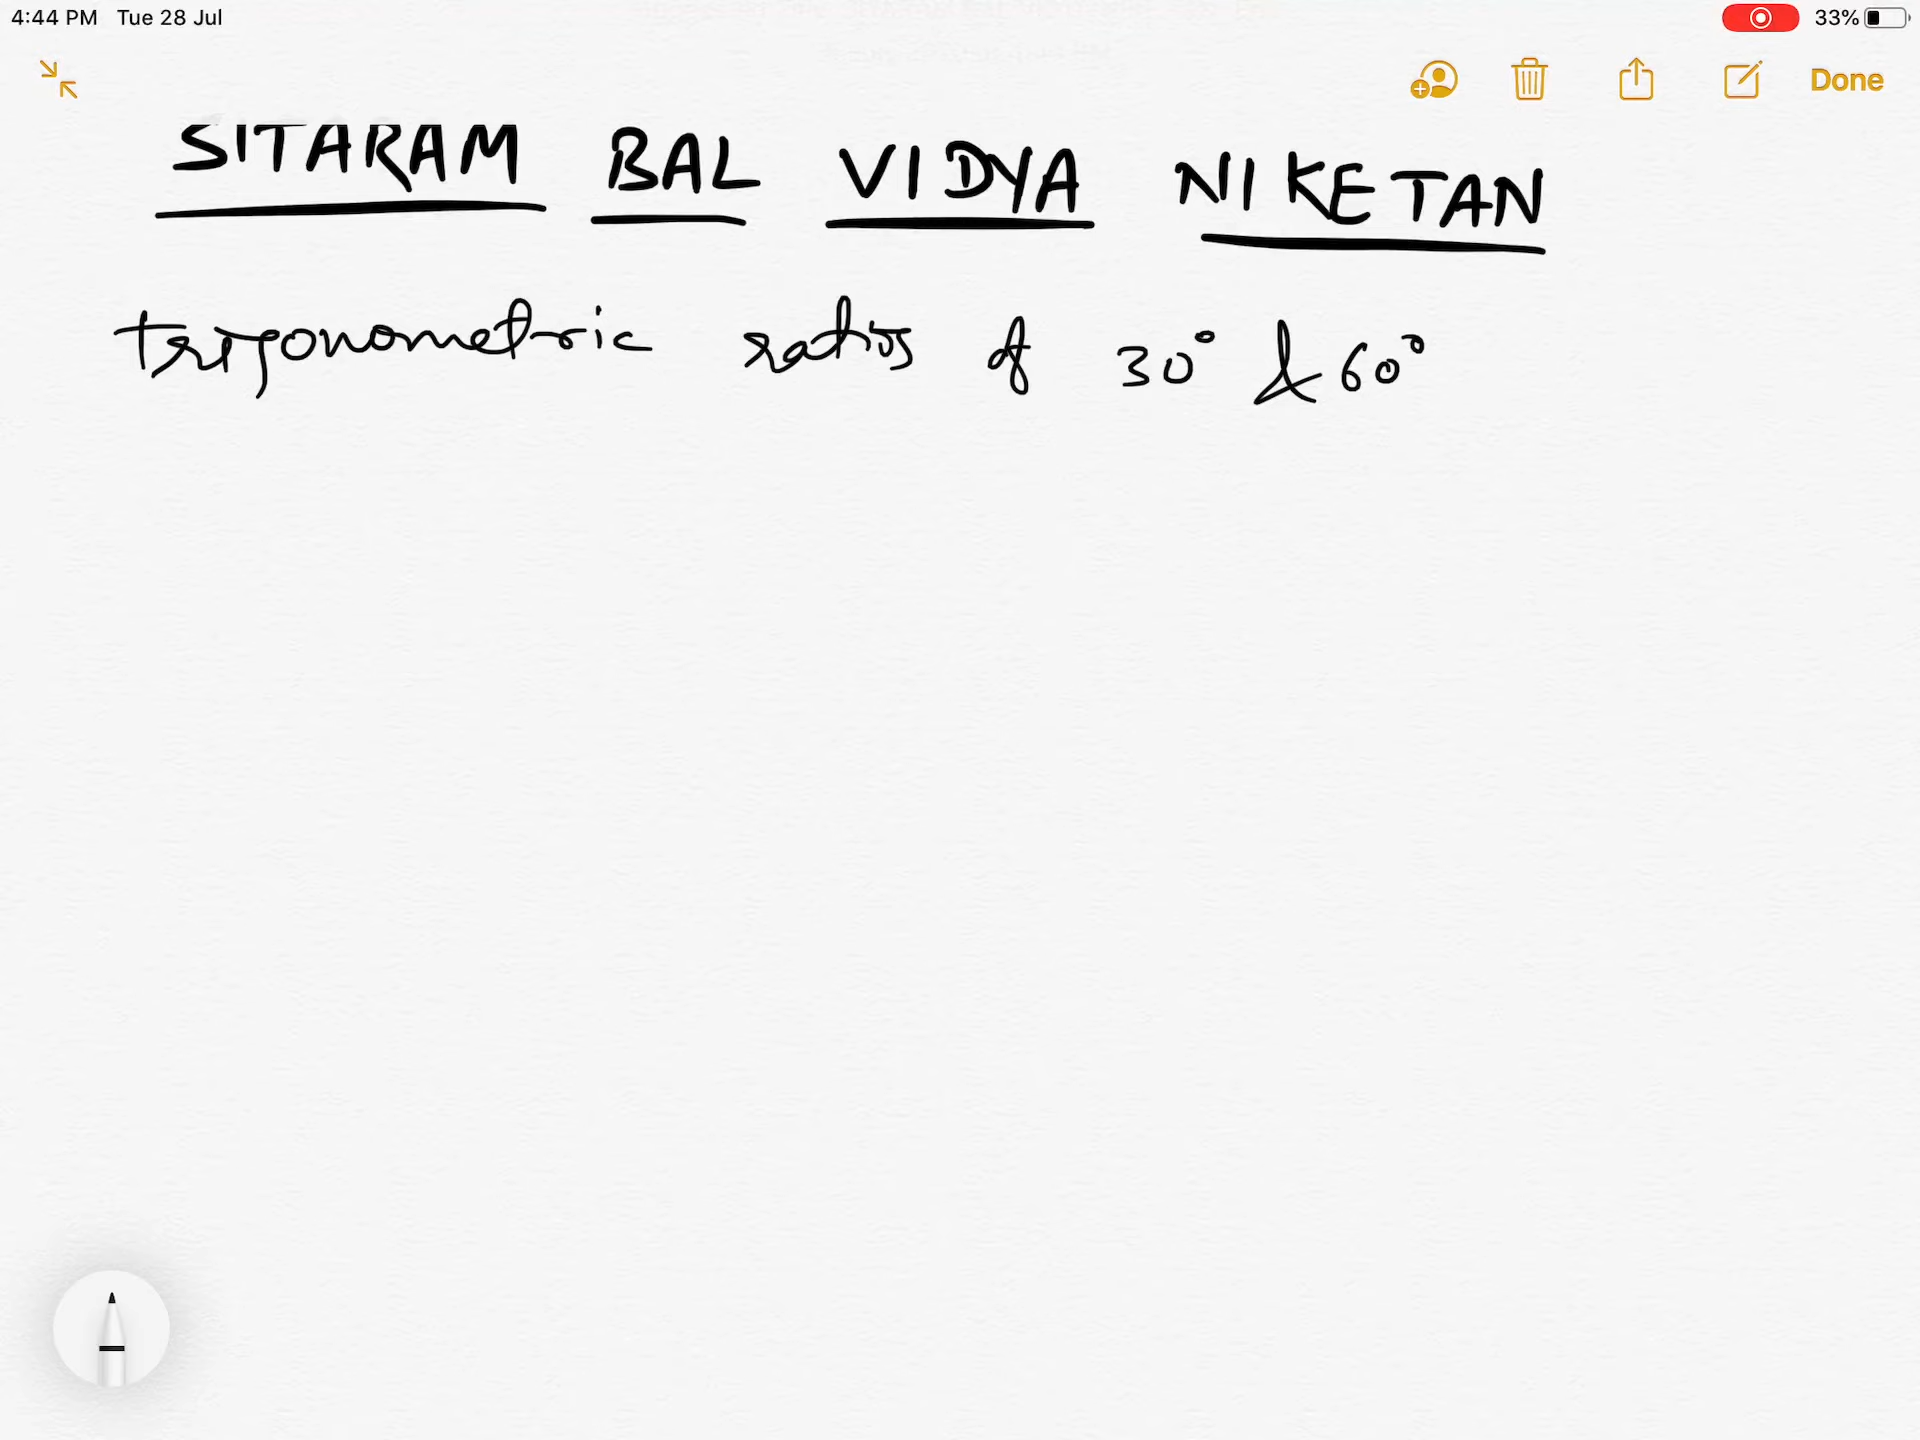 4:44 PM Tue 28 Jul 33%
Done
SITARAM BAL VIDYA NIKETAN
trigonometric ratios of 30° & 60°